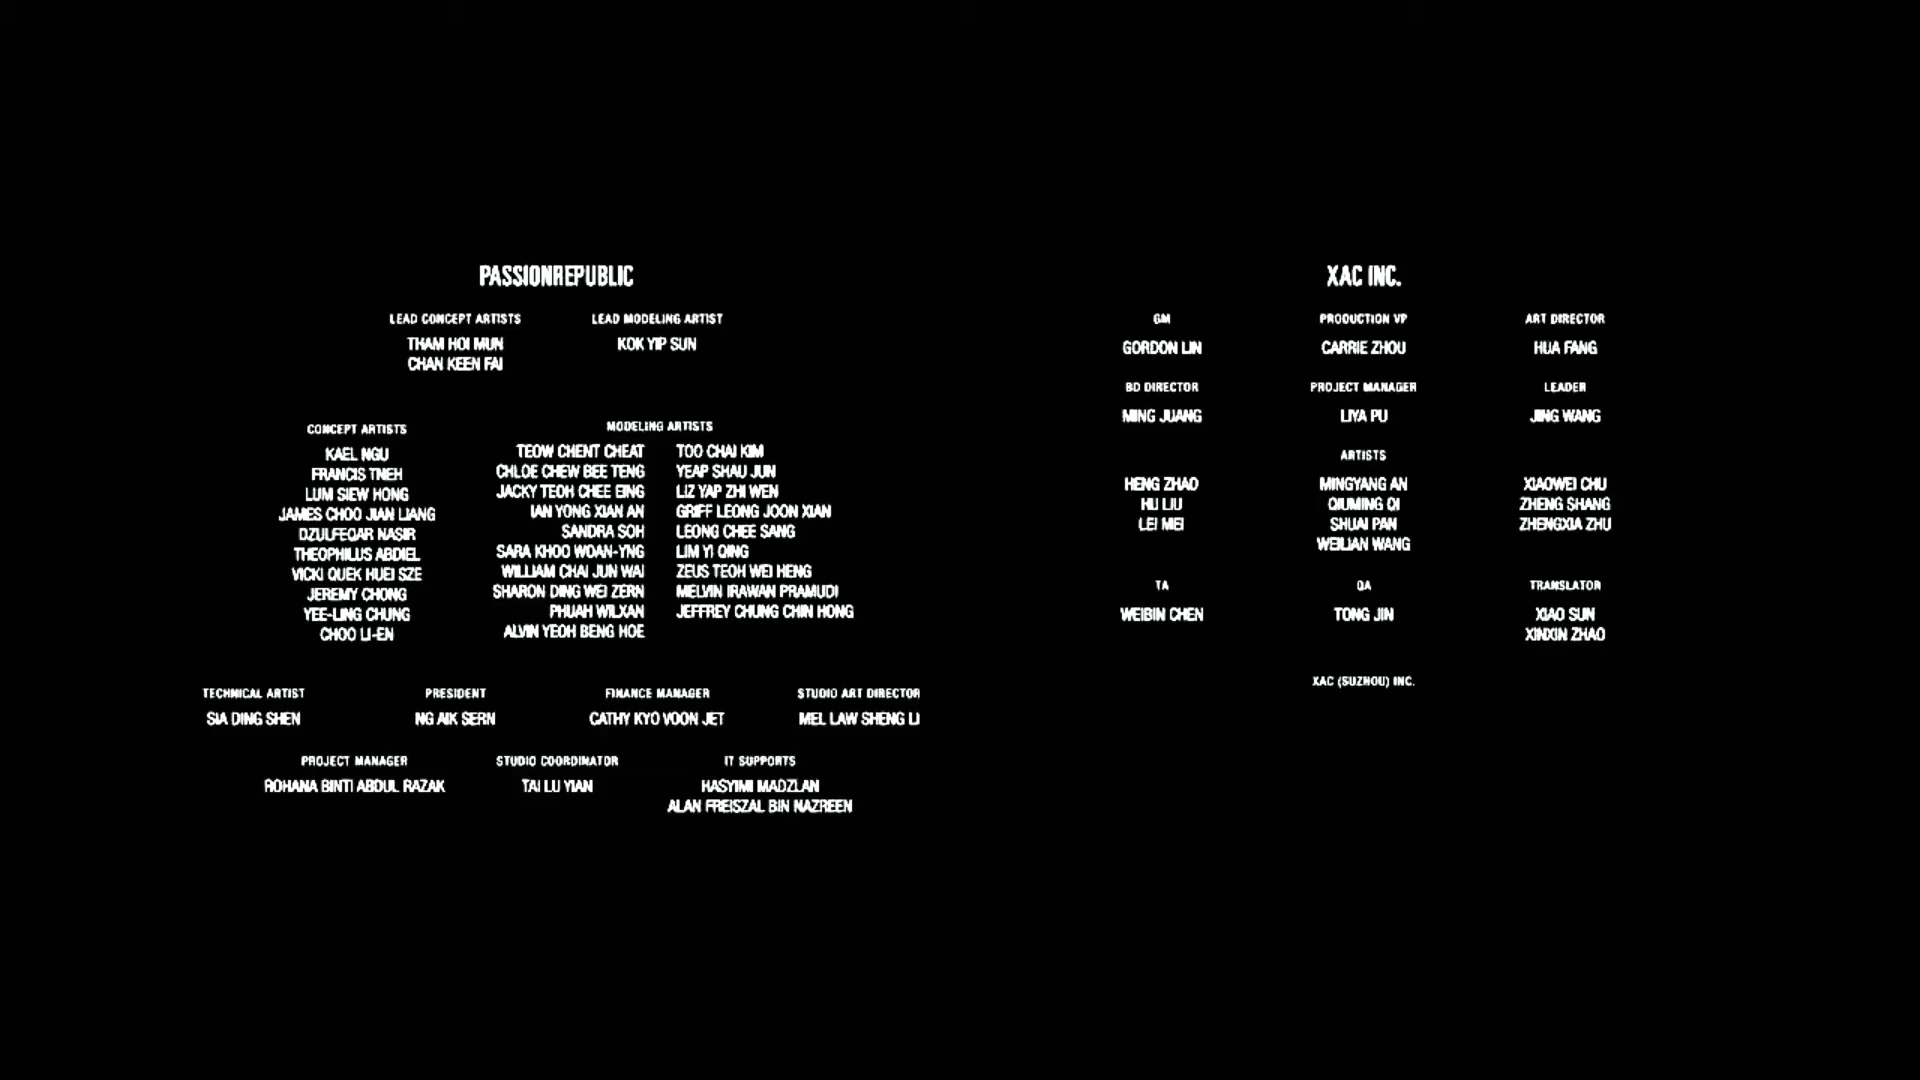 PASSIONREPUBLIC
LEAD CONCEPT ARTISTS
THAM HOI MUN
CHAN KEEN FAI
LEAD MODELING ARTIST
KOK YIP SUN
CONCEPT ARTISTS
KAEL NGU
FRANCIS TNEH
LUM SIEW HONG
JAMES CHOO JIAN LIANG
DZULFEQAR NASIR
THEOPHILUS ABDIEL
VICKI QUEK HUEI SZE
JEREMY CHONG
YEE-LING CHUNG
CHOO LI-EN
MODELING ARTISTS
TEOW CHENT CHEAT
CHLOE CHEW BEE TENG
JACKY TEOH CHEE EING
IAN YONG XIAN AN
SANDRA SOH
SARA KHOO WOAN-YNG
WILLIAM CHAI JUN WAI
SHARON DING WEI ZERN
PHUAH WILXAN
ALVIN YEOH BENG HOE
TOO CHAI KIM
YEAP SHAU JUN
LIZ YAP ZHI WEN
GRIFF LEONG JOON XIAN
LEONG CHEE SANG
LIM YI QING
ZEUS TEOH WEI HENG
MELVIN IRAWAN PRAMUDI
JEFFREY CHUNG CHIN HONG
TECHNICAL ARTIST
SIA DING SHEN
PRESIDENT
NG AIK SERN
FINANCE MANAGER
CATHY KYO VOON JET
STUDIO ART DIRECTOR
MEL LAW SHENG LI
PROJECT MANAGER
ROHANA BINTI ABDUL RAZAK
STUDIO COORDINATOR
TAI LU YIAN
IT SUPPORTS
HASYIMI MADZLAN
ALAN FREISZAL BIN NAZREEN
XAC INC.
GM
GORDON LIN
PRODUCTION VP
CARRIE ZHOU
ART DIRECTOR
HUA FANG
BD DIRECTOR
MING JUANG
PROJECT MANAGER
LIYA PU
LEADER
JING WANG
ARTISTS
HENG ZHAO
HU LIU
LEI MEI
MINGYANG AN
QIUMING QI
SHUAI PAN
WEILIAN WANG
XIAOWEI CHU
ZHENG SHANG
ZHENGXIA ZHU
TA
WEIBIN CHEN
QA
TONG JIN
TRANSLATOR
XIAO SUN
XINXIN ZHAO
XAC (SUZHOU) INC.